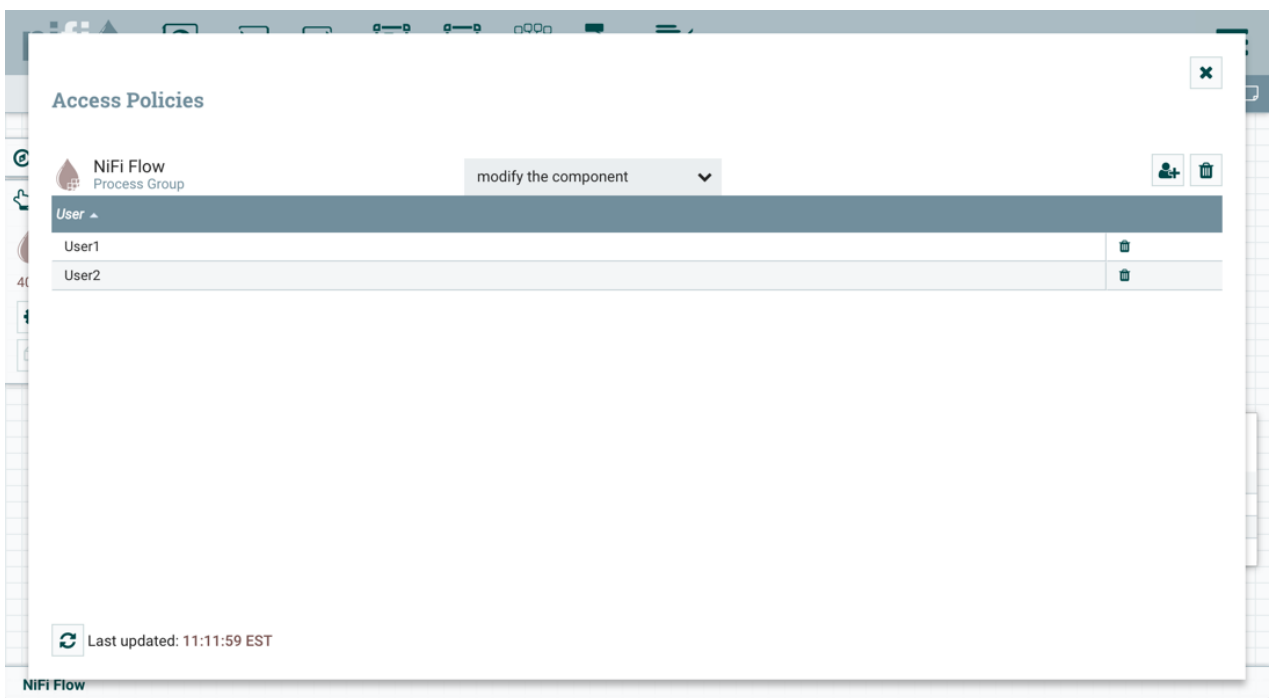 Access Policies
NiFi Flow
Process Group
modify the component
User
User1
User2
Last updated: 11:11:59 EST
NiFi Flow